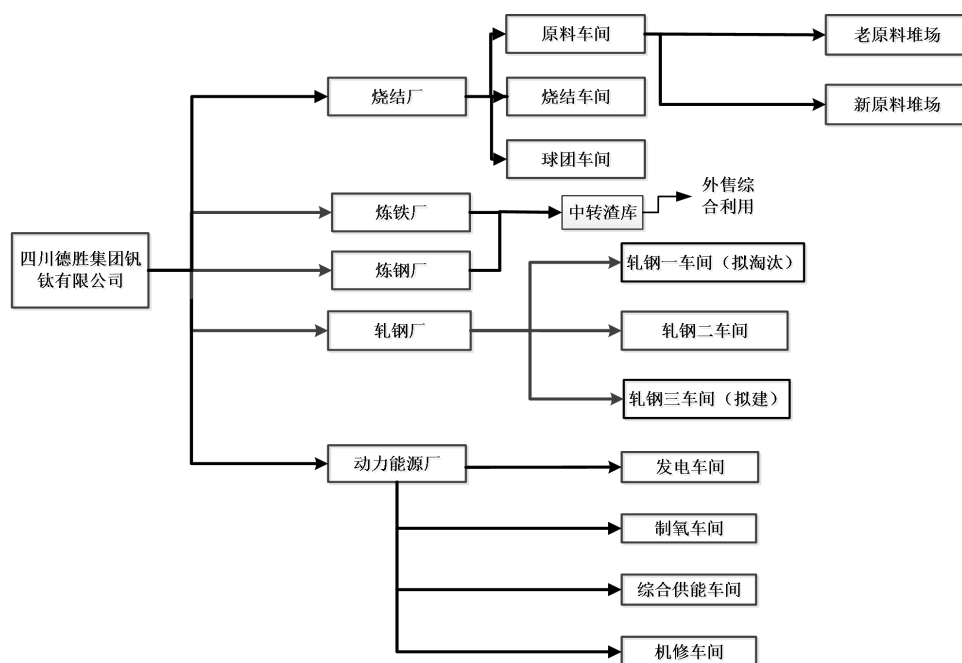 原料车间
老原料堆场
烧结厂
烧结车间
新原料堆场
球团车间
外售综
合利用
炼铁厂
中转渣库
四川德胜集团钒
钛有限公司
炼钢厂
轧钢一车间（拟淘汰）
轧钢厂
轧钢二车间
轧钢三车间（拟建）
动力能源厂
发电车间
制氧车间
综合供能车间
机修车间